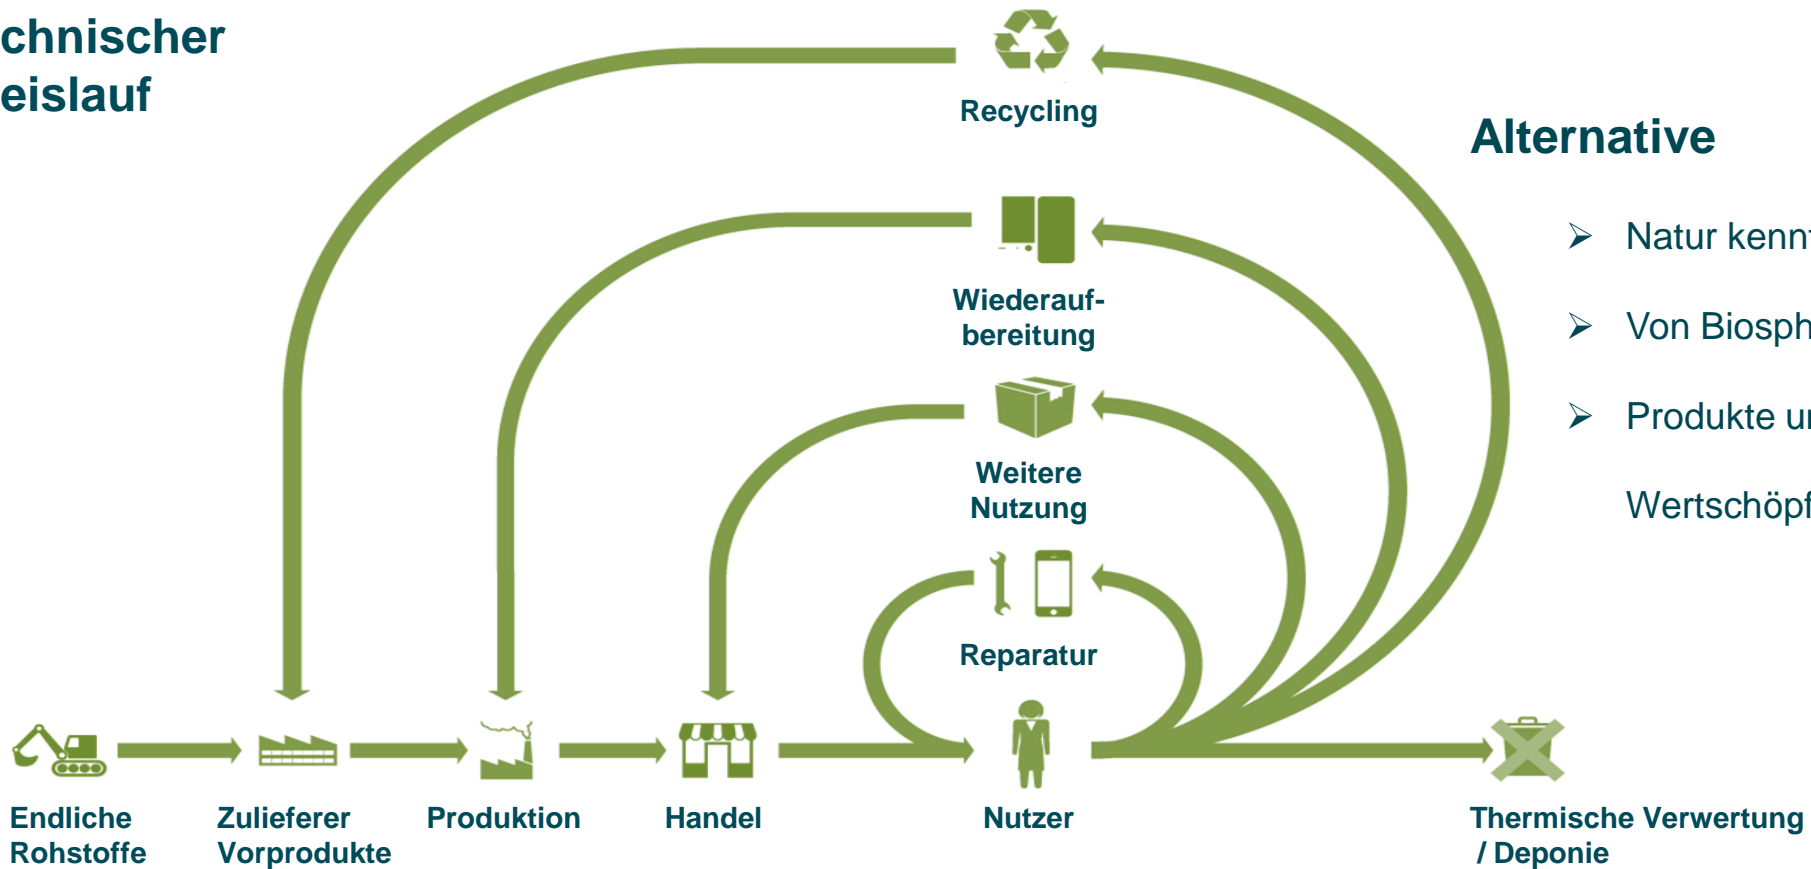 chnischer
eislauf
Recycling
Alternative
Natur kennt
Wiederauf-
bereitung
Von Biosph
Produkte un
Weitere
Nutzung
Wertschöpf
Reparatur
Endliche
Rohstoffe
Zulieferer
Vorprodukte
Produktion
Handel
Nutzer
Thermische Verwertung
/ Deponie